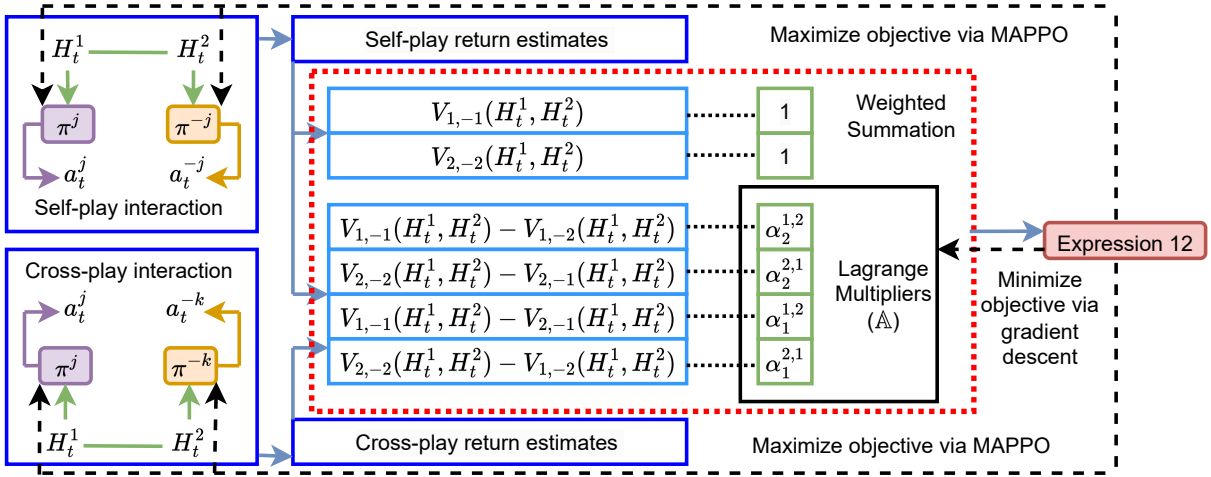 H_t^1 H_t^2
π^j π^{-j}
a_t^j a_t^{-j}
Self-play interaction
Cross-play interaction
a_t^j a_t^{-k}
π^j π^{-k}
H_t^1 H_t^2
Self-play return estimates
Maximize objective via MAPPO
V_{1,-1}(H_t^1, H_t^2) 1
V_{2,-2}(H_t^1, H_t^2) 1
Weighted
Summation
V_{1,-1}(H_t^1, H_t^2) − V_{1,-2}(H_t^1, H_t^2) α_2^{1,2}
V_{2,-2}(H_t^1, H_t^2) − V_{2,-1}(H_t^1, H_t^2) α_2^{2,1}
V_{1,-1}(H_t^1, H_t^2) − V_{2,-1}(H_t^1, H_t^2) α_1^{1,2}
V_{2,-2}(H_t^1, H_t^2) − V_{1,-2}(H_t^1, H_t^2) α_1^{2,1}
Lagrange
Multipliers
(𝔸)
Expression 12
Minimize
objective via
gradient
descent
Cross-play return estimates
Maximize objective via MAPPO